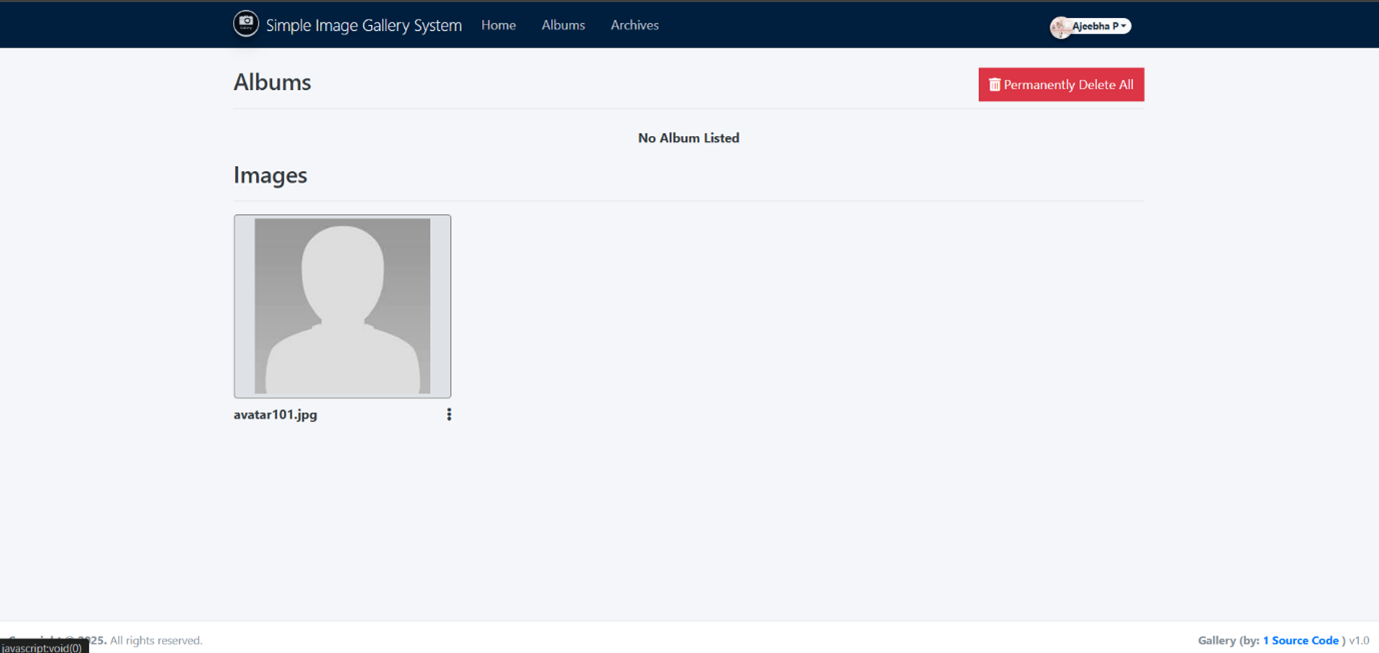 Simple Image Gallery System Home Albums Archives Ajeebha P
Albums
Permanently Delete All
No Album Listed
Images
avatar101.jpg
2025. All rights reserved.
Gallery (by: 1 Source Code ) v1.0
javascript:void(0)